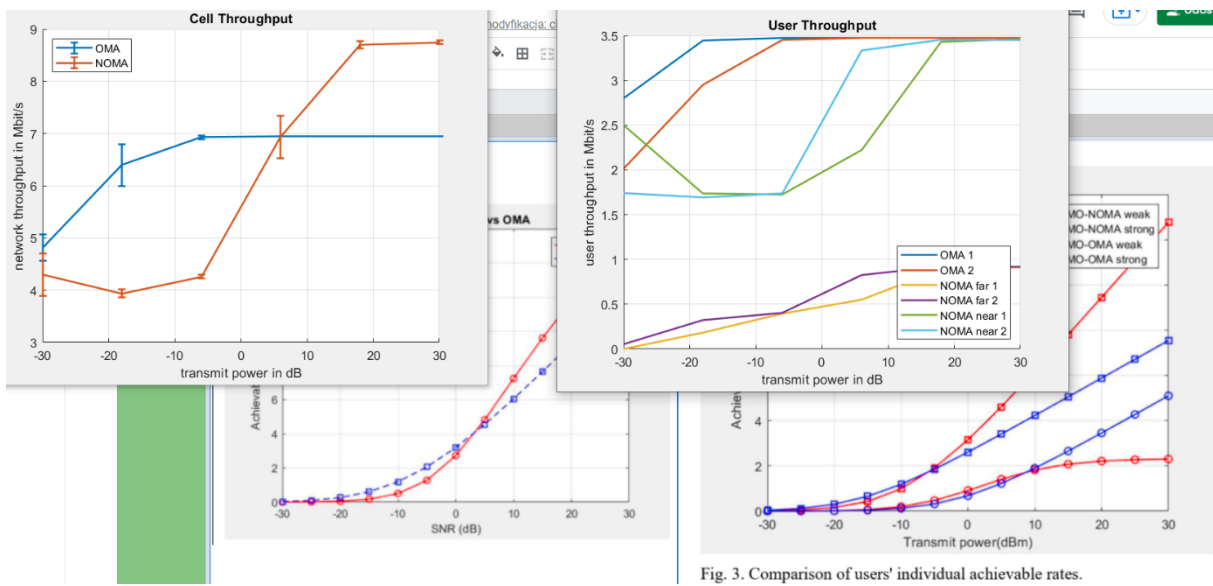 Cell Throughput
9
8
7
6
5
4
3
network throughput in Mbit/s
OMA
NOMA
-30 -20 -10 0 10 20 30
transmit power in dB
User Throughput
3.5
3
2.5
2
1.5
1
0.5
0
user throughput in Mbit/s
OMA 1
OMA 2
NOMA far 1
NOMA far 2
NOMA near 1
NOMA near 2
-30 -20 -10 0 10 20 30
transmit power in dB
vs OMA
4
2
0
-30 -20 -10 0 10 20 30
SNR (dB)
MO-NOMA weak
MO-NOMA strong
MO-OMA weak
MO-OMA strong
4
2
0
-30 -20 -10 0 10 20 30
Transmit power(dBm)
Fig. 3. Comparison of users' individual achievable rates.